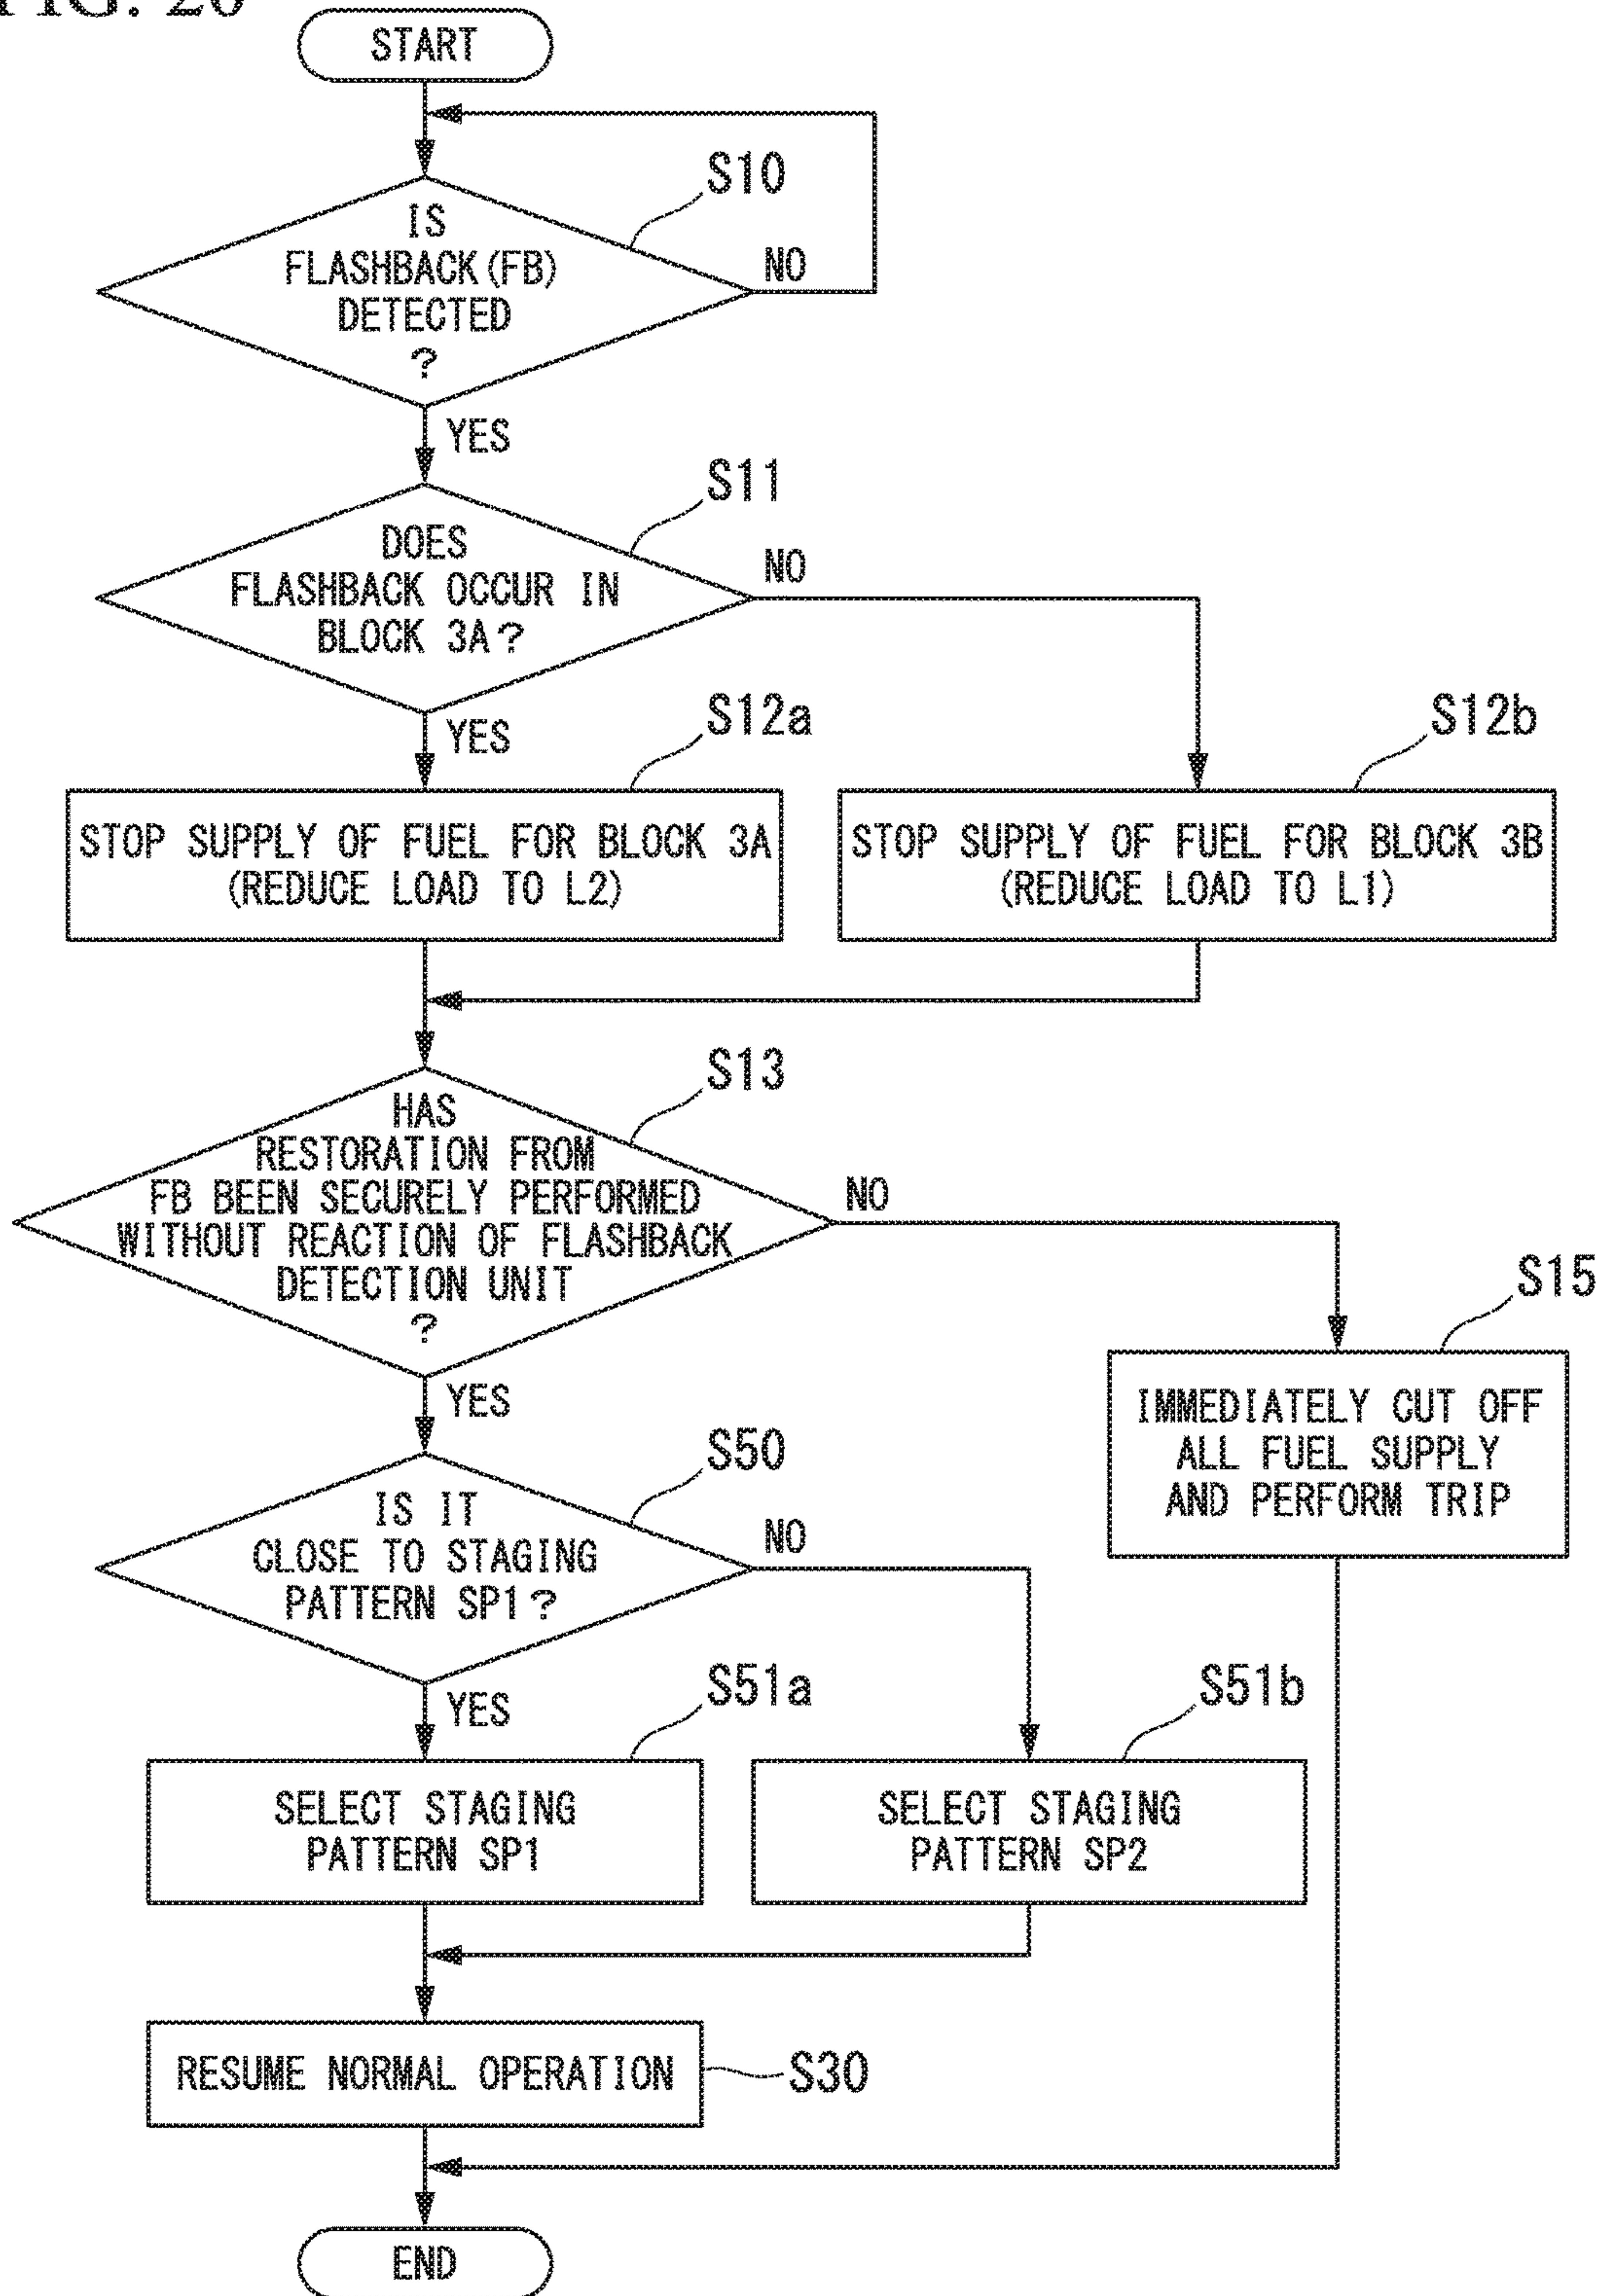 START
S10
IS
FLASHBACK(FB)
DETECTED
?
NO
YES
S11
DOES
FLASHBACK OCCUR IN
BLOCK 3A?
NO
YES
S12a
S12b
STOP SUPPLY OF FUEL FOR BLOCK 3A
(REDUCE LOAD TO L2)
STOP SUPPLY OF FUEL FOR BLOCK 3B
(REDUCE LOAD TO L1)
S13
HAS
RESTORATION FROM
FB BEEN SECURELY PERFORMED
WITHOUT REACTION OF FLASHBACK
DETECTION UNIT
?
NO
YES
S15
IMMEDIATELY CUT OFF
ALL FUEL SUPPLY
AND PERFORM TRIP
S50
IS IT
CLOSE TO STAGING
PATTERN SP1?
NO
YES
S51a
S51b
SELECT STAGING
PATTERN SP1
SELECT STAGING
PATTERN SP2
RESUME NORMAL OPERATION
S30
END